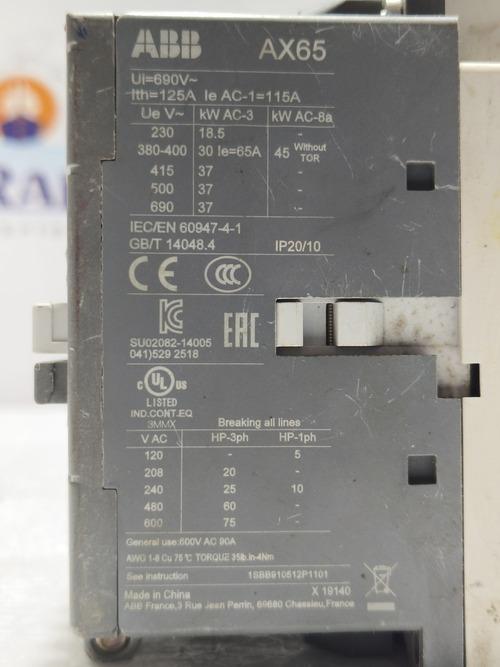 ABB AX65
Ui=690V~
Ith=125A Ie AC-1=115A
Ue V~ kW AC-3 kW AC-8a
230 18.5 -
380-400 30 Ie=65A 45 Without TOR
415 37 -
500 37 -
690 37 -
IEC/EN 60947-4-1
GB/T 14048.4 IP20/10
CE CCC
KC EAC
SU02082-14005
041)529 2518
C UL US
LISTED
IND.CONT.EQ
3MMX Breaking all lines
V AC HP-3ph HP-1ph
120 - 5
208 20 -
240 25 10
480 60 -
600 75 -
General use:600V AC 90A
AWG 1-8 Cu 75°C TORQUE 35lb.in-4Nm
See instruction 1SBB910512P1101
Made in China X 19140
ABB France,3 Rue Jean Perrin, 69680 Chassieu,France